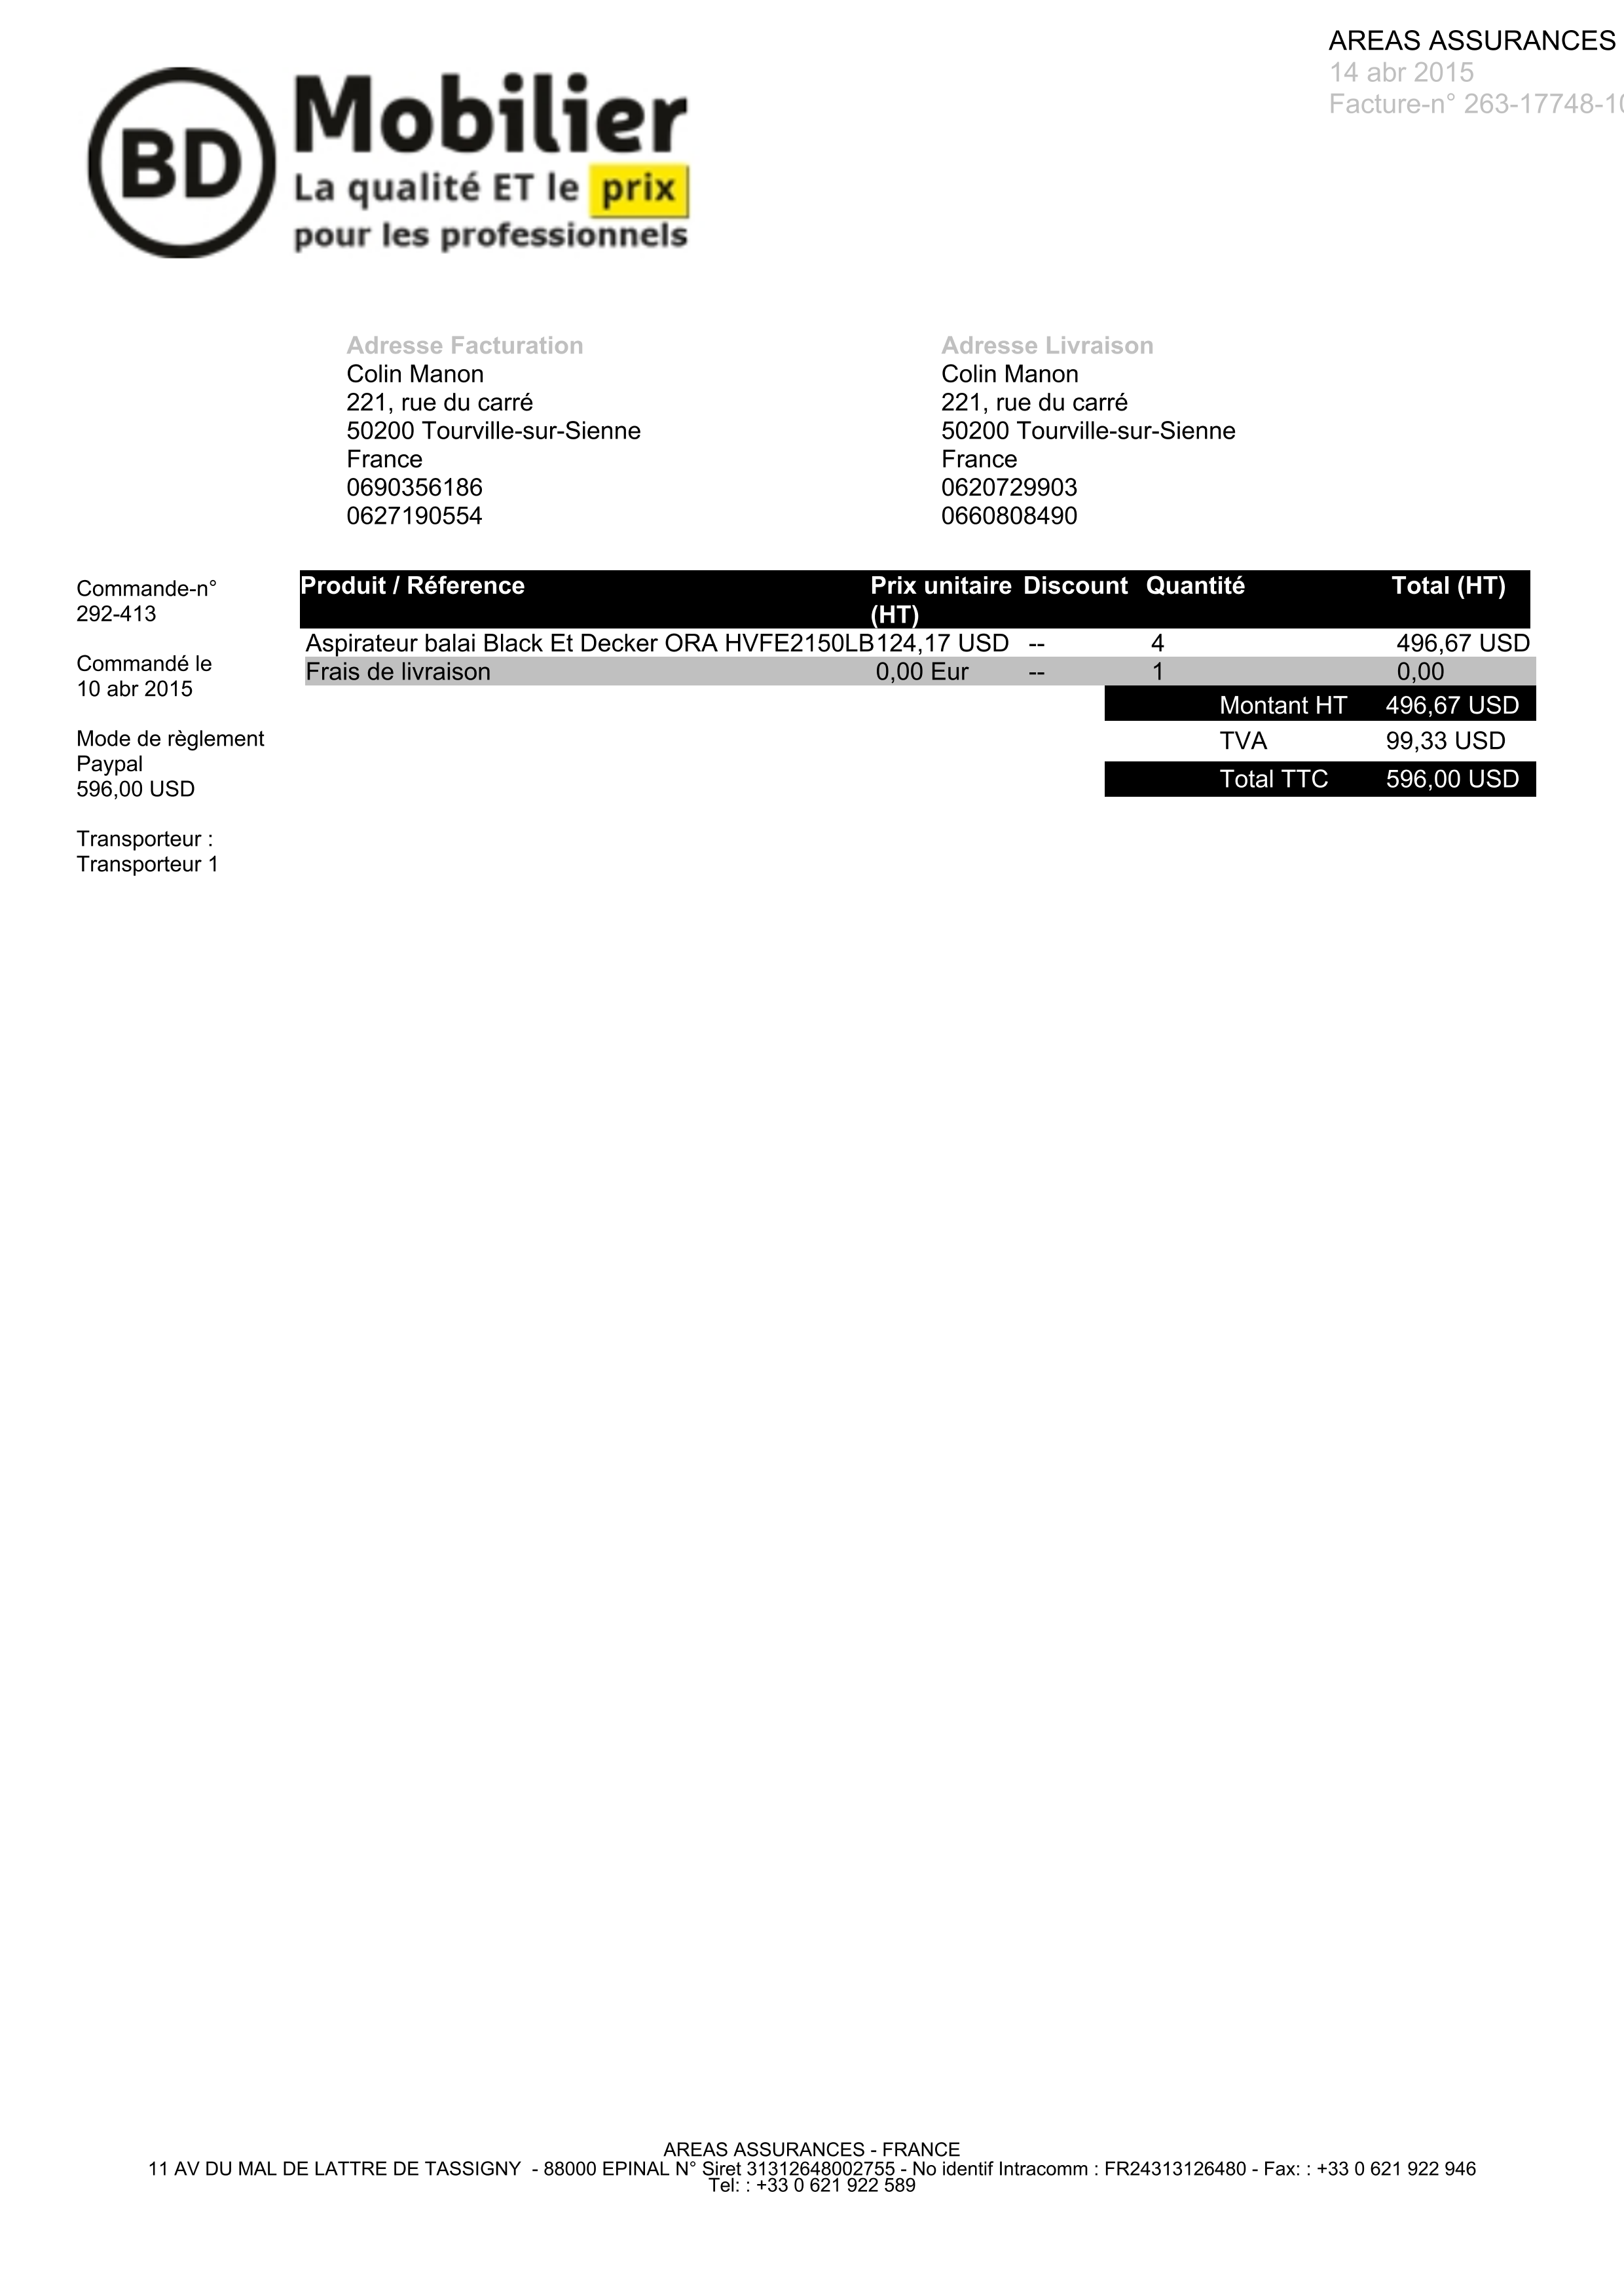 AREAS ASSURANCES
14 abr 2015
Facture-n° 263-17748-10
BD
Mobilier
La qualité ET le prix
pour les professionnels
Adresse Facturation
Colin Manon
221, rue du carré
50200 Tourville-sur-Sienne
France
0690356186
0627190554
Adresse Livraison
Colin Manon
221, rue du carré
50200 Tourville-sur-Sienne
France
0620729903
0660808490
Commande-n°
292-413
Commandé le
10 abr 2015
Mode de règlement
Paypal
596,00 USD
Transporteur :
Transporteur 1
Produit / Réference Prix unitaire (HT) Discount Quantité Total (HT)
Aspirateur balai Black Et Decker ORA HVFE2150LB 124,17 USD -- 4 496,67 USD
Frais de livraison 0,00 Eur -- 1 0,00
Montant HT 496,67 USD
TVA 99,33 USD
Total TTC 596,00 USD
AREAS ASSURANCES - FRANCE
11 AV DU MAL DE LATTRE DE TASSIGNY - 88000 EPINAL N° Siret 31312648002755 - No identif Intracomm : FR24313126480 - Fax: : +33 0 621 922 946
Tel: : +33 0 621 922 589